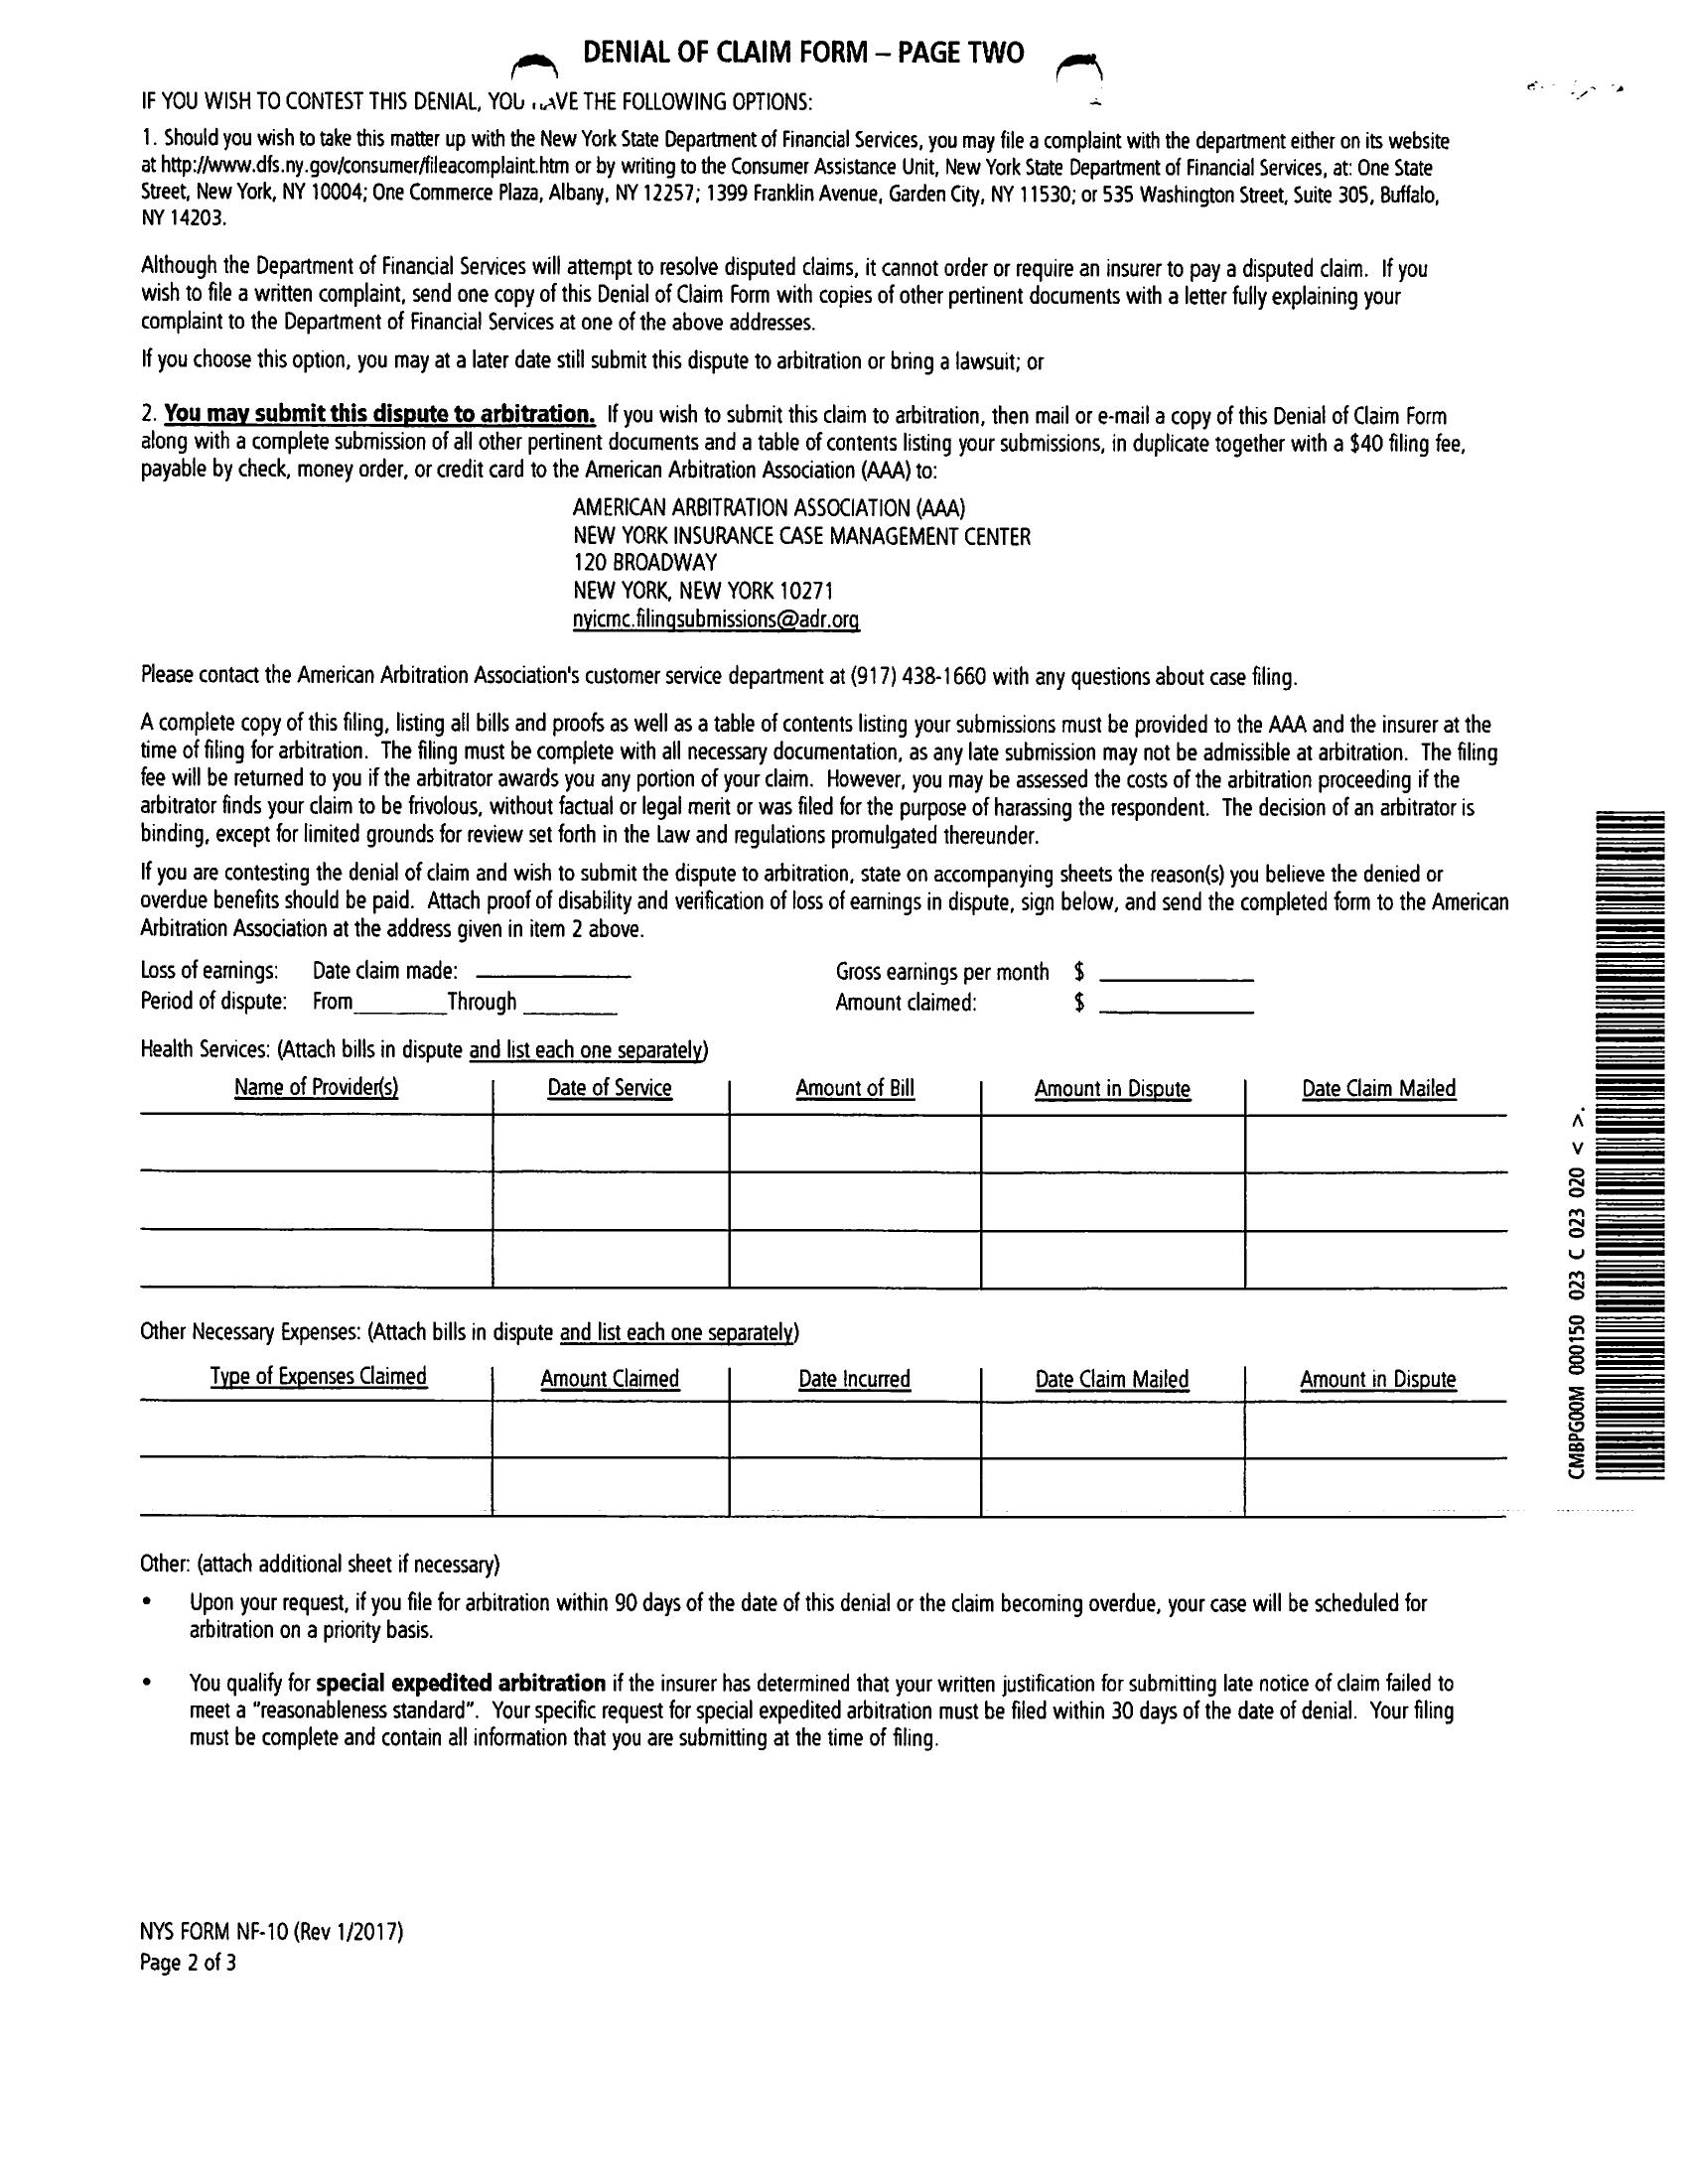 DENIAL OF CLAIM FORM – PAGE TWO
IF YOU WISH TO CONTEST THIS DENIAL, YOU HAVE THE FOLLOWING OPTIONS:
1. Should you wish to take this matter up with the New York State Department of Financial Services, you may file a complaint with the department either on its website
at http://www.dfs.ny.gov/consumer/fileacomplaint.htm or by writing to the Consumer Assistance Unit, New York State Department of Financial Services, at: One State
Street, New York, NY 10004; One Commerce Plaza, Albany, NY 12257; 1399 Franklin Avenue, Garden City, NY 11530; or 535 Washington Street, Suite 305, Buffalo,
NY 14203.
Although the Department of Financial Services will attempt to resolve disputed claims, it cannot order or require an insurer to pay a disputed claim. If you
wish to file a written complaint, send one copy of this Denial of Claim Form with copies of other pertinent documents with a letter fully explaining your
complaint to the Department of Financial Services at one of the above addresses.
If you choose this option, you may at a later date still submit this dispute to arbitration or bring a lawsuit; or
2. You may submit this dispute to arbitration. If you wish to submit this claim to arbitration, then mail or e-mail a copy of this Denial of Claim Form
along with a complete submission of all other pertinent documents and a table of contents listing your submissions, in duplicate together with a $40 filing fee,
payable by check, money order, or credit card to the American Arbitration Association (AAA) to:
AMERICAN ARBITRATION ASSOCIATION (AAA)
NEW YORK INSURANCE CASE MANAGEMENT CENTER
120 BROADWAY
NEW YORK, NEW YORK 10271
nyicmc.filingsubmissions@adr.org
Please contact the American Arbitration Association's customer service department at (917) 438-1660 with any questions about case filing.
A complete copy of this filing, listing all bills and proofs as well as a table of contents listing your submissions must be provided to the AAA and the insurer at the
time of filing for arbitration. The filing must be complete with all necessary documentation, as any late submission may not be admissible at arbitration. The filing
fee will be returned to you if the arbitrator awards you any portion of your claim. However, you may be assessed the costs of the arbitration proceeding if the
arbitrator finds your claim to be frivolous, without factual or legal merit or was filed for the purpose of harassing the respondent. The decision of an arbitrator is
binding, except for limited grounds for review set forth in the Law and regulations promulgated thereunder.
If you are contesting the denial of claim and wish to submit the dispute to arbitration, state on accompanying sheets the reason(s) you believe the denied or
overdue benefits should be paid. Attach proof of disability and verification of loss of earnings in dispute, sign below, and send the completed form to the American
Arbitration Association at the address given in item 2 above.
Loss of earnings: Date claim made: ________ Gross earnings per month $ ________
Period of dispute: From ________ Through ________ Amount claimed: $ ________
Health Services: (Attach bills in dispute and list each one separately)
Name of Provider(s) Date of Service Amount of Bill Amount in Dispute Date Claim Mailed
Other Necessary Expenses: (Attach bills in dispute and list each one separately)
Type of Expenses Claimed Amount Claimed Date Incurred Date Claim Mailed Amount in Dispute
Other: (attach additional sheet if necessary)
• Upon your request, if you file for arbitration within 90 days of the date of this denial or the claim becoming overdue, your case will be scheduled for
arbitration on a priority basis.
• You qualify for special expedited arbitration if the insurer has determined that your written justification for submitting late notice of claim failed to
meet a "reasonableness standard". Your specific request for special expedited arbitration must be filed within 30 days of the date of denial. Your filing
must be complete and contain all information that you are submitting at the time of filing.
NYS FORM NF-10 (Rev 1/2017)
Page 2 of 3
CMBPG00M 000150 023 C 023 020 < >.